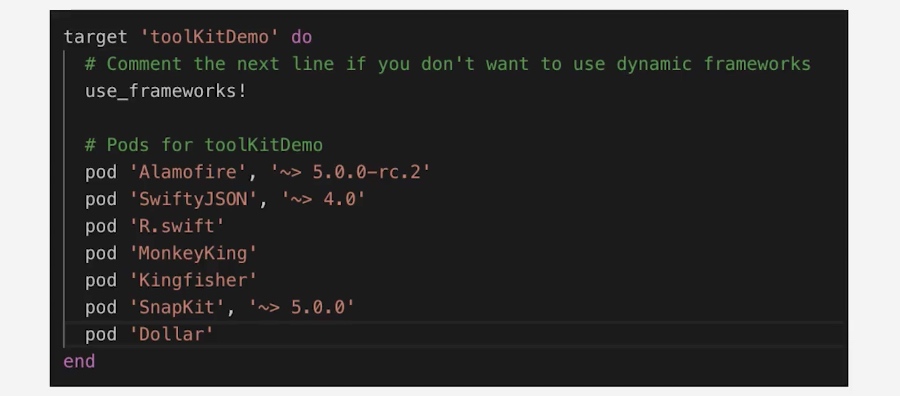 target 'toolKitDemo' do
# Comment the next line if you don't want to use dynamic frameworks
use_frameworks!
# Pods for toolKitDemo
pod 'Alamofire', '~> 5.0.0-rc.2'
pod 'SwiftyJSON', '~> 4.0'
pod 'R.swift'
pod 'MonkeyKing'
pod 'Kingfisher'
pod 'SnapKit', '~> 5.0.0'
pod 'Dollar'
end